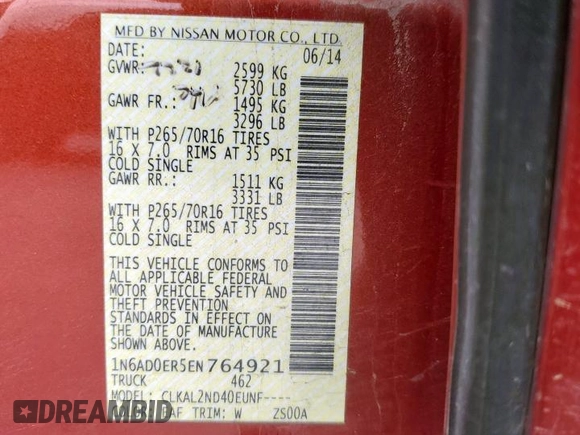 MFD BY NISSAN MOTOR CO., LTD.
DATE: 06/14
GVWR: 2599 KG
5730 LB
GAWR FR.: 1495 KG
3296 LB
WITH P265/70R16 TIRES
16 X 7.0 RIMS AT 35 PSI
COLD SINGLE
GAWR RR.: 1511 KG
3331 LB
WITH P265/70R16 TIRES
16 X 7.0 RIMS AT 35 PSI
COLD SINGLE
THIS VEHICLE CONFORMS TO
ALL APPLICABLE FEDERAL
MOTOR VEHICLE SAFETY AND
THEFT PREVENTION
STANDARDS IN EFFECT ON
THE DATE OF MANUFACTURE
SHOWN ABOVE.
1N6AD0ER5EN764921
TRUCK 462
MODEL: CLKAL2ND40EUNF----
AF TRIM: W ZS00A
DREAMBID
dreambid.com